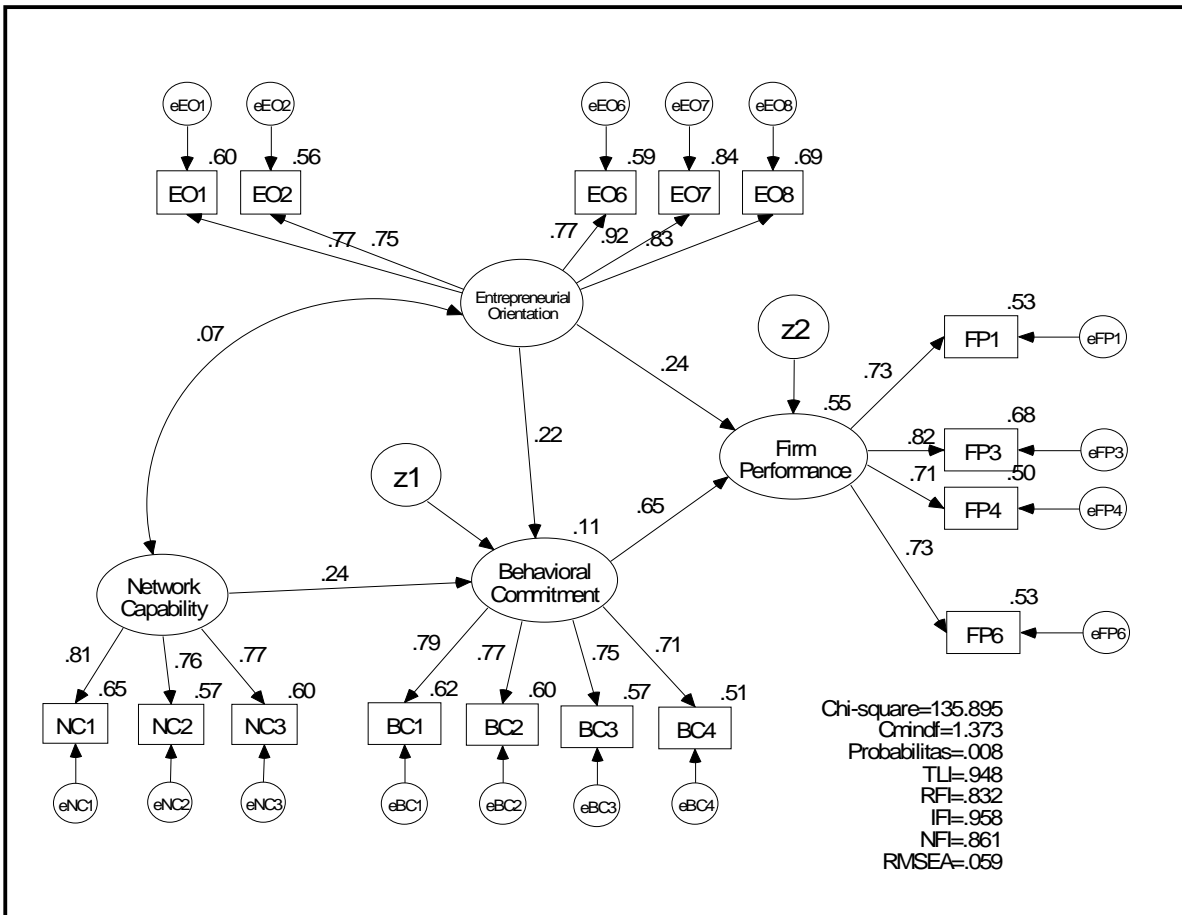 eEO1
eEO2
eEO6
eEO7
eEO8
.60
.56
.59
.84
.69
EO1
EO2
EO6
EO7
EO8
.77
.75
.77
.92
.83
Entrepreneurial
Orientation
z2
.53
FP1
eFP1
.07
.24
.73
.55
Firm
Performance
.82
.68
FP3
eFP3
.71
.50
FP4
eFP4
.22
z1
.65
.73
.11
Behavioral
Commitment
Network
Capability
.24
.53
FP6
eFP6
.81
.76
.77
.79
.77
.75
.71
.65
.57
.60
.62
.60
.57
.51
NC1
NC2
NC3
BC1
BC2
BC3
BC4
eNC1
eNC2
eNC3
eBC1
eBC2
eBC3
eBC4
Chi-square=135.895
Cmindf=1.373
Probabilitas=.008
TLI=.948
RFI=.832
IFI=.958
NFI=.861
RMSEA=.059